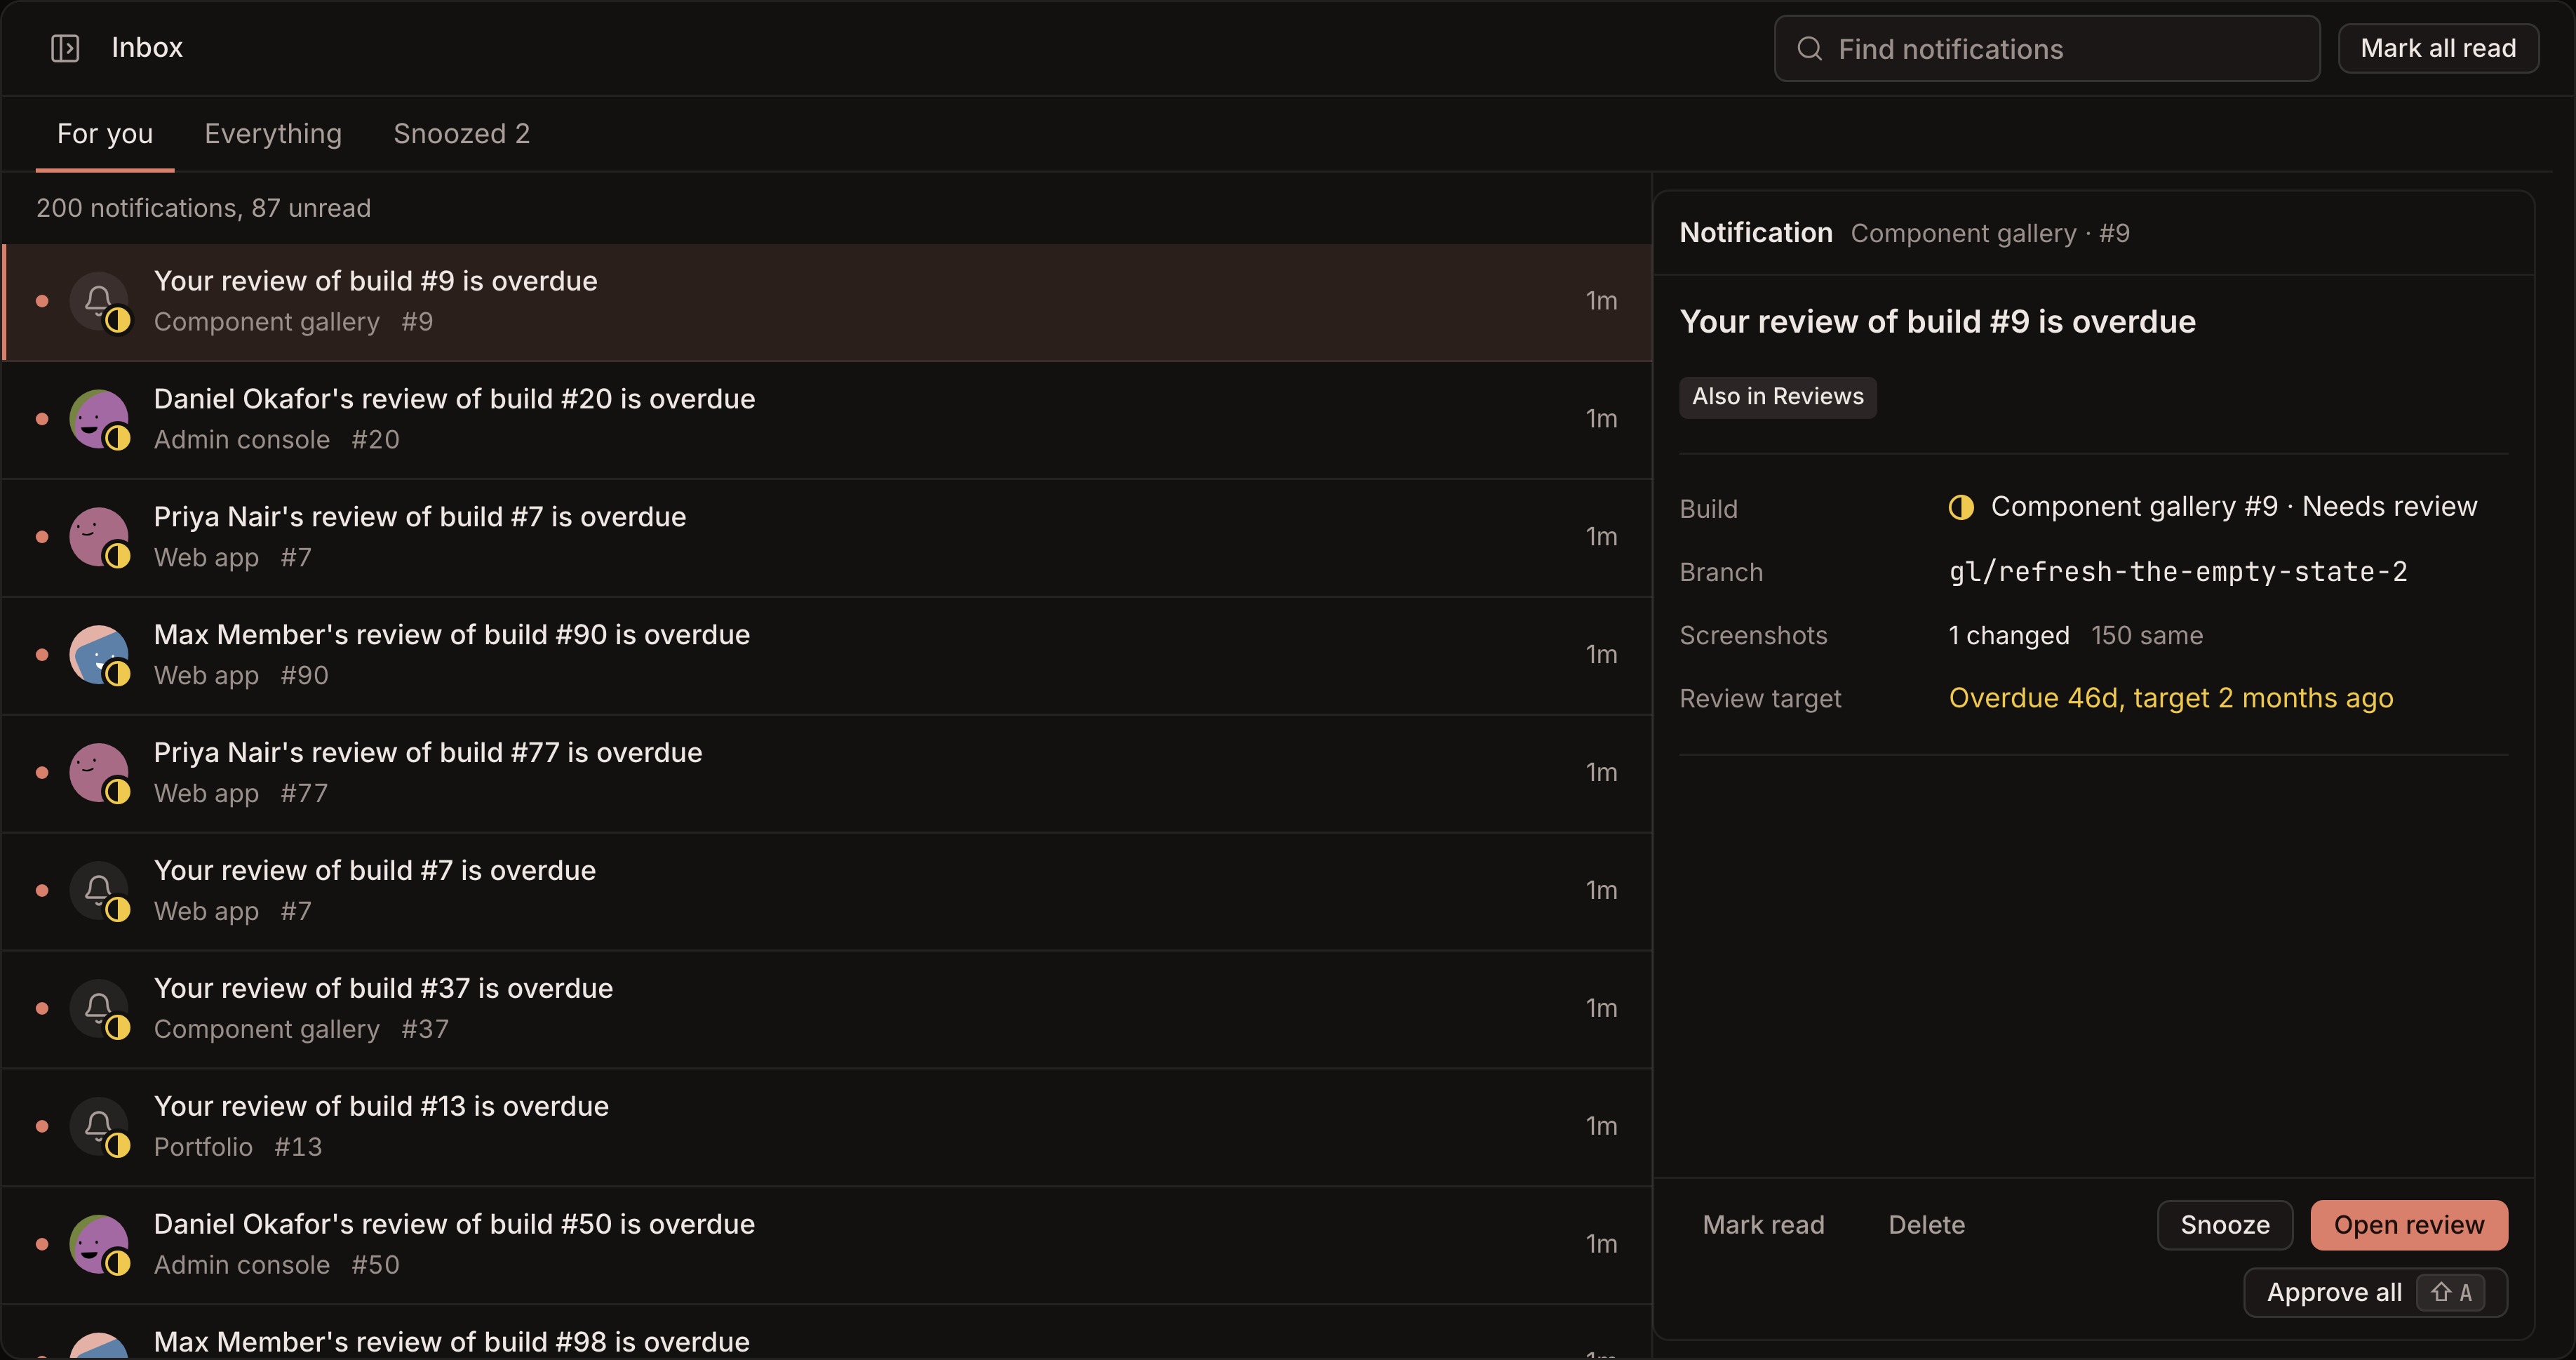 Inbox
Find notifications
Mark all read
For you
Everything
Snoozed 2
200 notifications, 87 unread
Your review of build #9 is overdue
Component gallery #9
1m
Daniel Okafor's review of build #20 is overdue
Admin console #20
1m
Priya Nair's review of build #7 is overdue
Web app #7
1m
Max Member's review of build #90 is overdue
Web app #90
1m
Priya Nair's review of build #77 is overdue
Web app #77
1m
Your review of build #7 is overdue
Web app #7
1m
Your review of build #37 is overdue
Component gallery #37
1m
Your review of build #13 is overdue
Portfolio #13
1m
Daniel Okafor's review of build #50 is overdue
Admin console #50
1m
Max Member's review of build #98 is overdue
Notification Component gallery · #9
Your review of build #9 is overdue
Also in Reviews
Build Component gallery #9 · Needs review
Branch gl/refresh-the-empty-state-2
Screenshots 1 changed 150 same
Review target Overdue 46d, target 2 months ago
Mark read
Delete
Snooze
Open review
Approve all ⇧ A